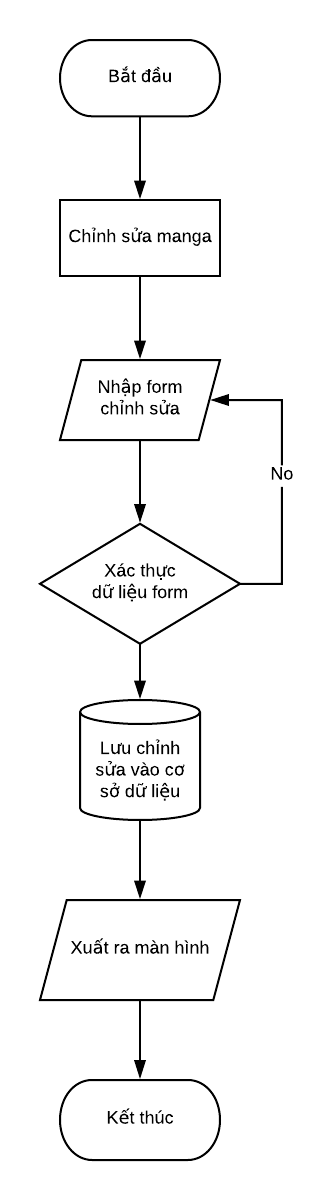 Bắt đầu
Chỉnh sửa manga
Nhập form
chỉnh sửa
No
Xác thực
dữ liệu form
Lưu chỉnh
sửa vào cơ
sở dữ liệu
Xuất ra màn hình
Kết thúc